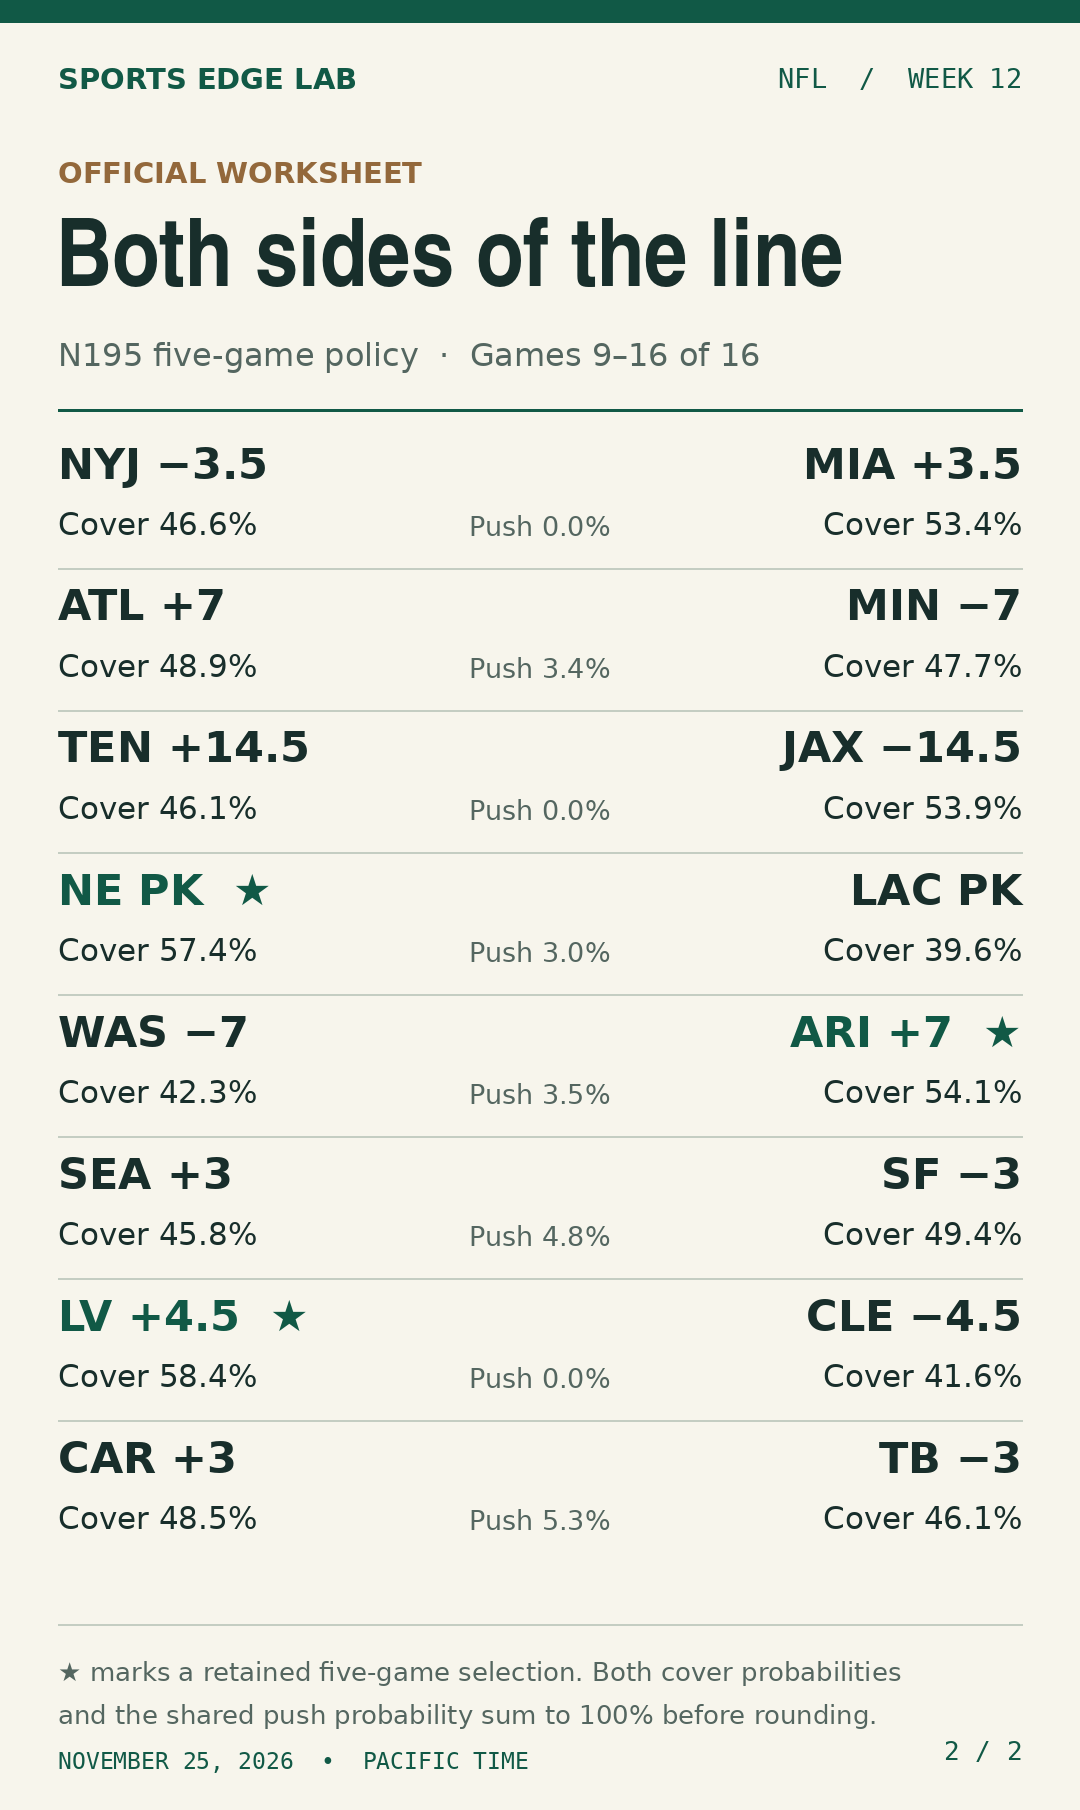 SPORTS EDGE LAB NFL / WEEK 12
OFFICIAL WORKSHEET
Both sides of the line
N195 five-game policy · Games 9–16 of 16
NYJ −3.5 MIA +3.5
Cover 46.6% Push 0.0% Cover 53.4%
ATL +7 MIN −7
Cover 48.9% Push 3.4% Cover 47.7%
TEN +14.5 JAX −14.5
Cover 46.1% Push 0.0% Cover 53.9%
NE PK ★ LAC PK
Cover 57.4% Push 3.0% Cover 39.6%
WAS −7 ARI +7 ★
Cover 42.3% Push 3.5% Cover 54.1%
SEA +3 SF −3
Cover 45.8% Push 4.8% Cover 49.4%
LV +4.5 ★ CLE −4.5
Cover 58.4% Push 0.0% Cover 41.6%
CAR +3 TB −3
Cover 48.5% Push 5.3% Cover 46.1%
★ marks a retained five-game selection. Both cover probabilities
and the shared push probability sum to 100% before rounding.
NOVEMBER 25, 2026 • PACIFIC TIME 2 / 2